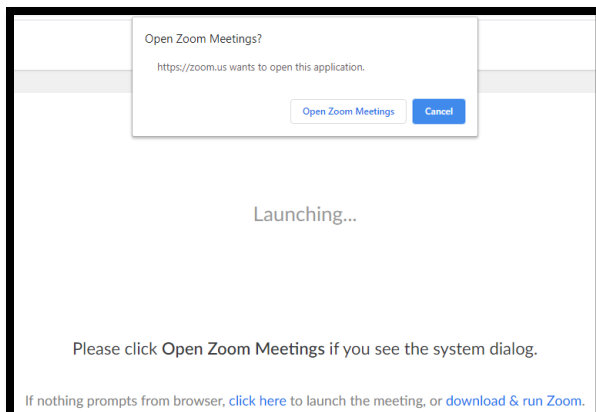 Open Zoom Meetings?
https://zoom.us wants to open this application.
Open Zoom Meetings Cancel
Launching...
Please click Open Zoom Meetings if you see the system dialog.
If nothing prompts from browser, click here to launch the meeting, or download & run Zoom.